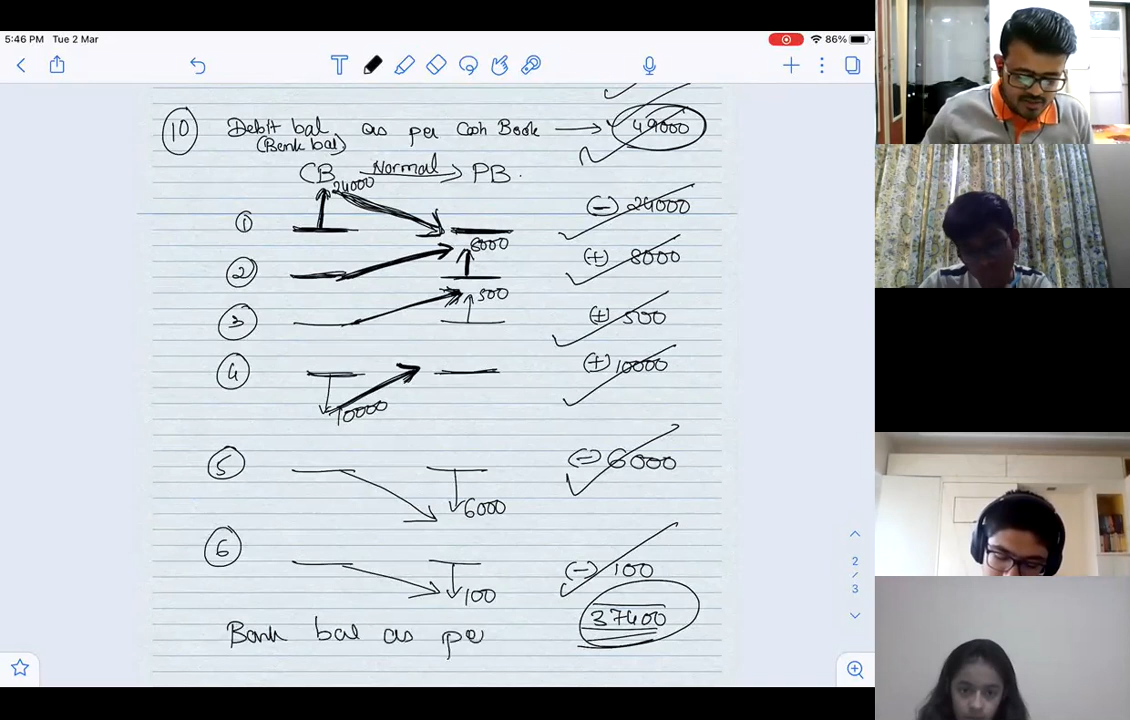 5:46 PM Tue 2 Mar 86%
10 Debit bal as per Cash Book → 49000
(Bank bal)
CB Normal PB.
24000
1 (-) 24000
8000
2 (+) 8000
500
3 (+) 500
4 (+) 10000
10000
5 (-) 6000
6000
6 (-) 100
100
37400
Bank bal as pe
2
/
3